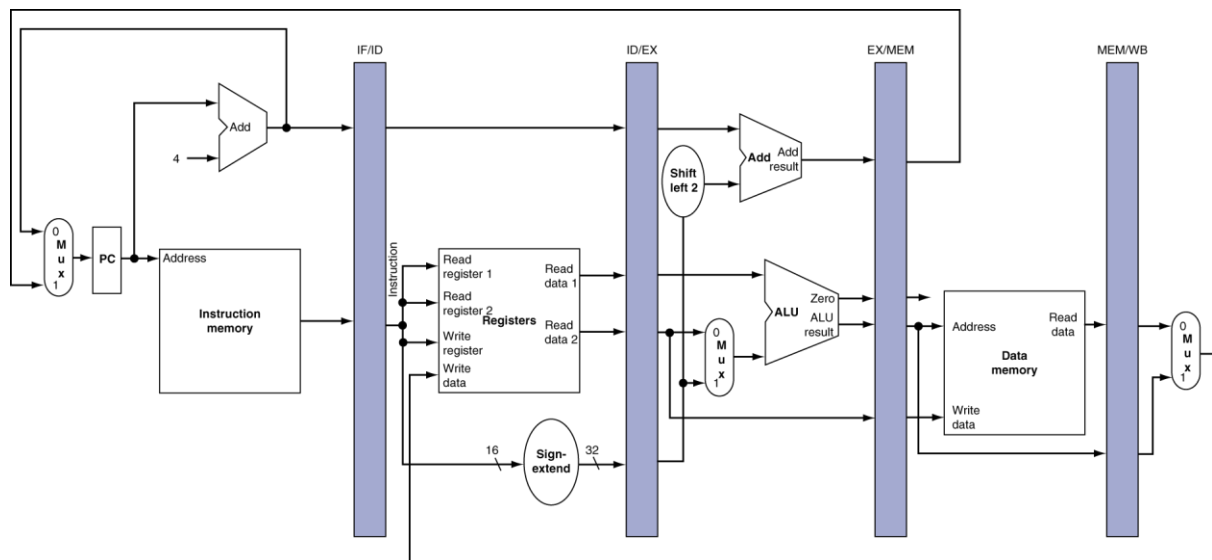 IF/ID
ID/EX
EX/MEM
MEM/WB
Add
4
Add
Add
result
Shift
left 2
0
M
u
x
1
PC
Address
Instruction
memory
Instruction
Read
register 1
Read
register 2
Write
register
Write
data
Registers
Read
data 1
Read
data 2
16
Sign-
extend
32
0
M
u
x
1
ALU
Zero
ALU
result
Address
Write
data
Data
memory
Read
data
0
M
u
x
1